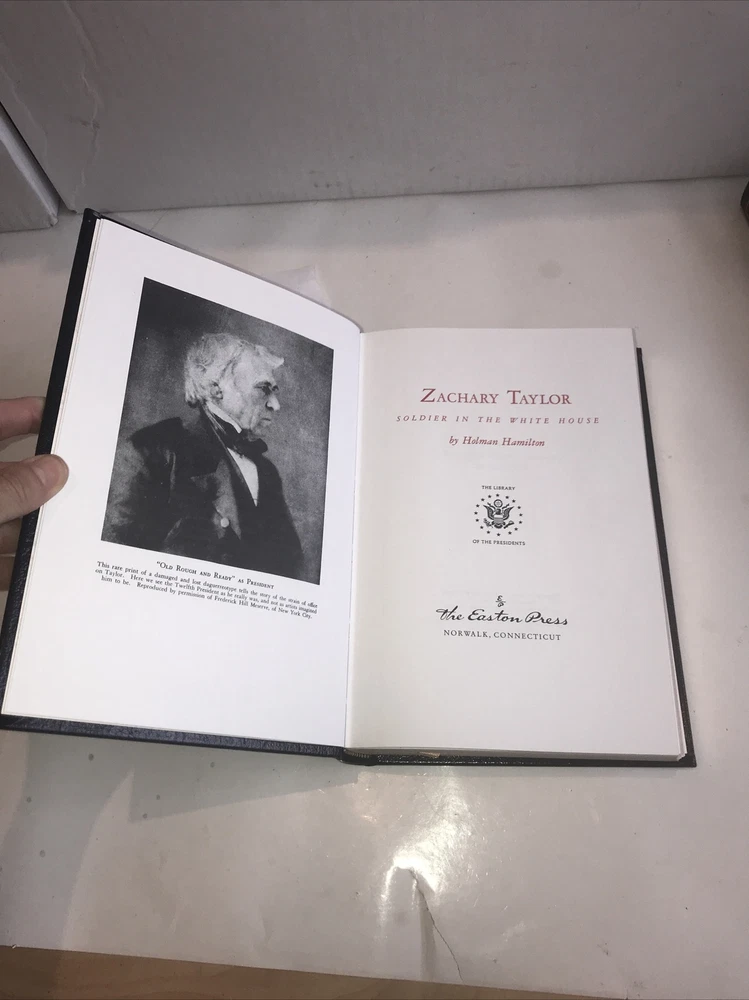 "Old Rough and Ready" as President
This rare print of a damaged and lost daguerreotype tells the story of the strain of office
on Taylor. Here we see the Twelfth President as he really was, and not as artists imagined
him to be. Reproduced by permission of Frederick Hill Meserve, of New York City.
Zachary Taylor
SOLDIER IN THE WHITE HOUSE
by Holman Hamilton
THE LIBRARY
OF THE PRESIDENTS
The Easton Press
NORWALK, CONNECTICUT